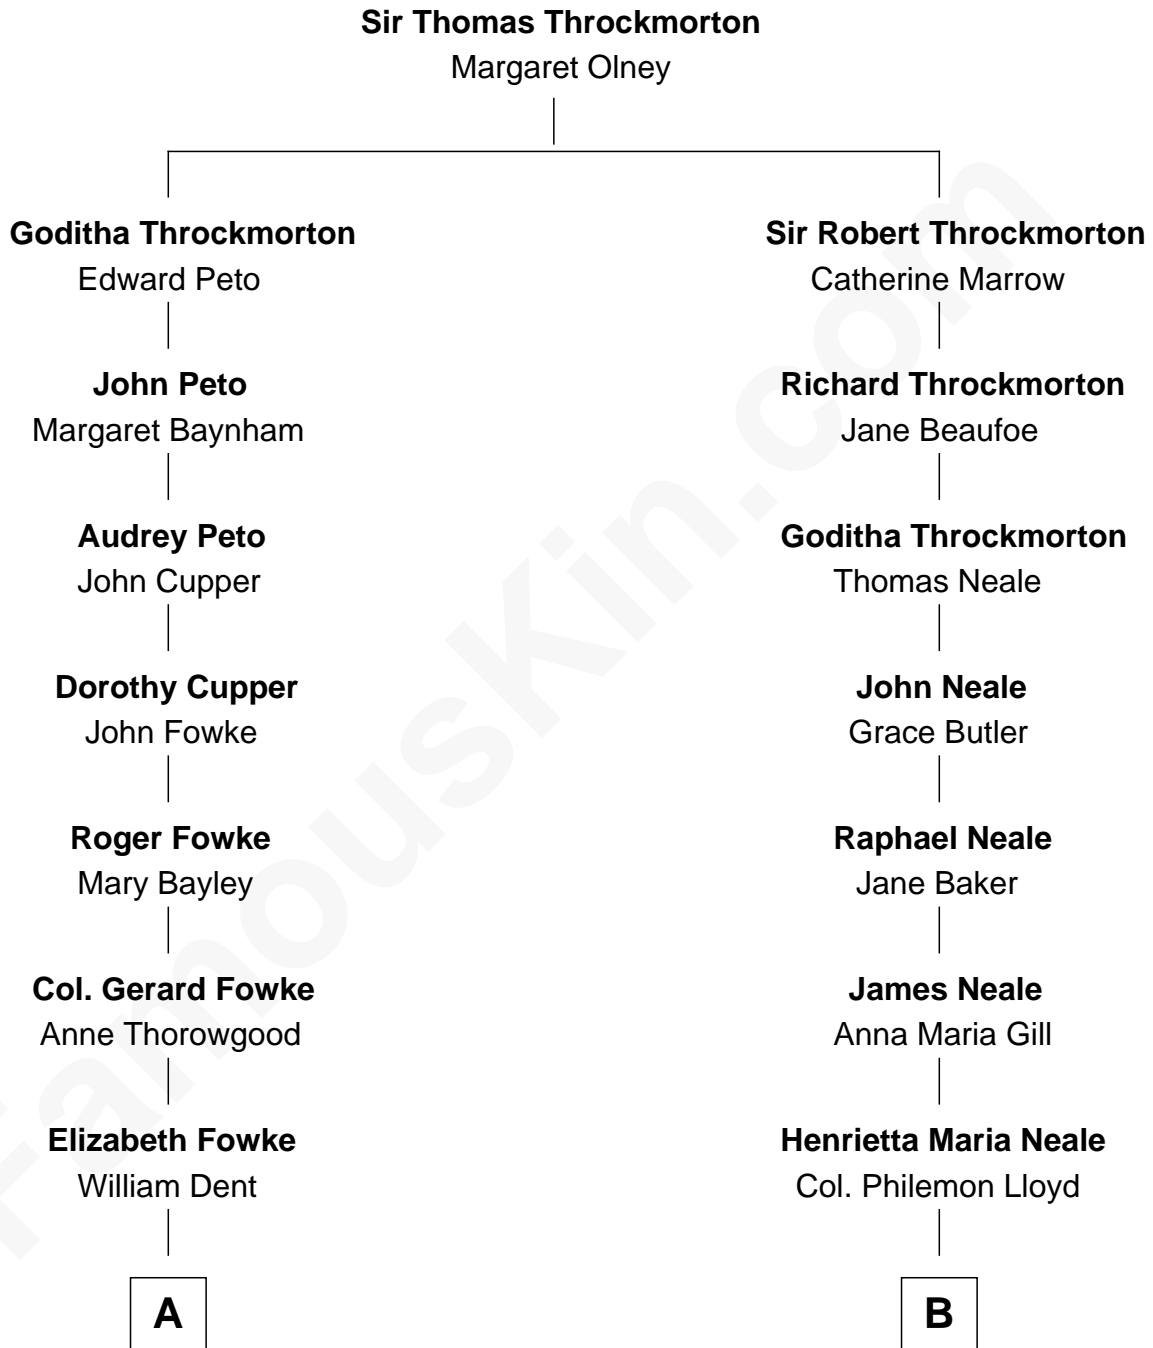 Sir Thomas Throckmorton
Margaret Olney
Goditha Throckmorton
Edward Peto
John Peto
Margaret Baynham
Audrey Peto
John Cupper
Dorothy Cupper
John Fowke
Roger Fowke
Mary Bayley
Col. Gerard Fowke
Anne Thorowgood
Elizabeth Fowke
William Dent
A
Sir Robert Throckmorton
Catherine Marrow
Richard Throckmorton
Jane Beaufoe
Goditha Throckmorton
Thomas Neale
John Neale
Grace Butler
Raphael Neale
Jane Baker
James Neale
Anna Maria Gill
Henrietta Maria Neale
Col. Philemon Lloyd
B
FamousKin.com